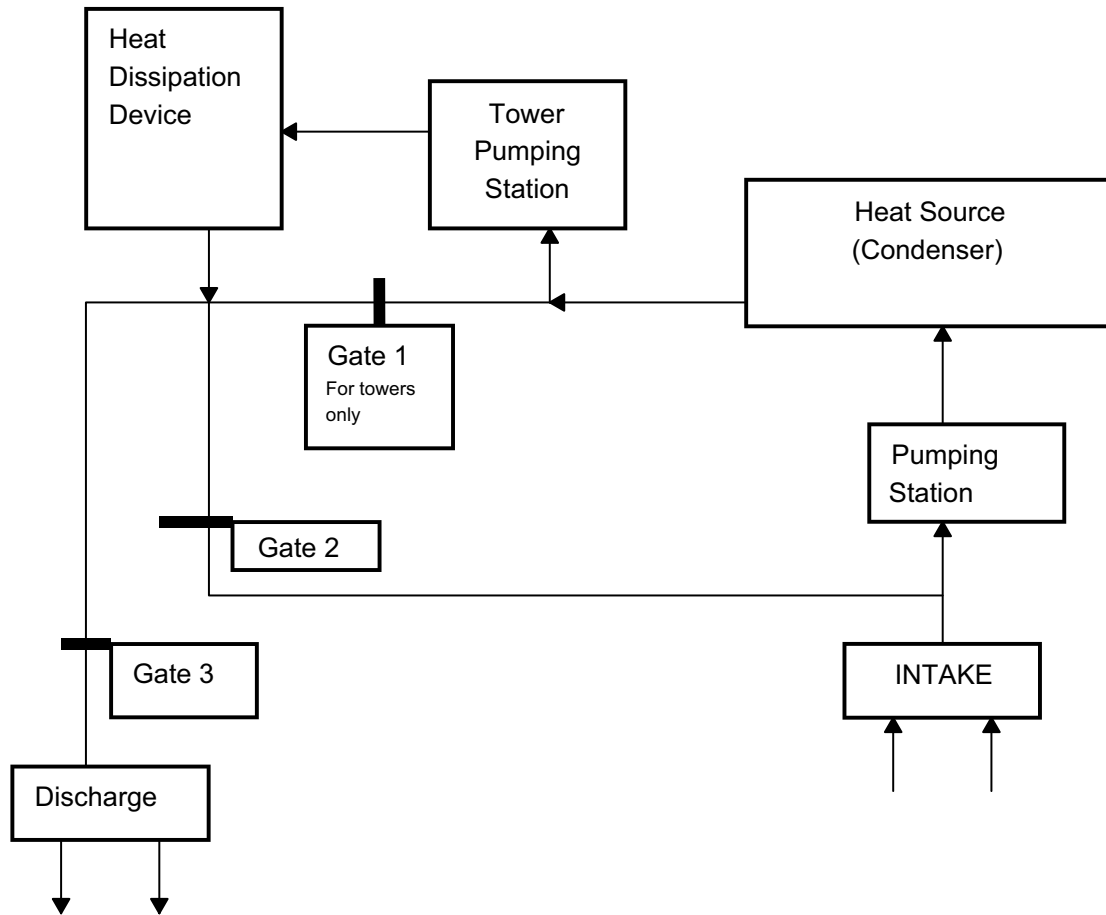 Heat
Dissipation
Device
Tower
Pumping
Station
Heat Source
(Condenser)
Gate 1
For towers
only
Pumping
Station
Gate 2
Gate 3
INTAKE
Discharge